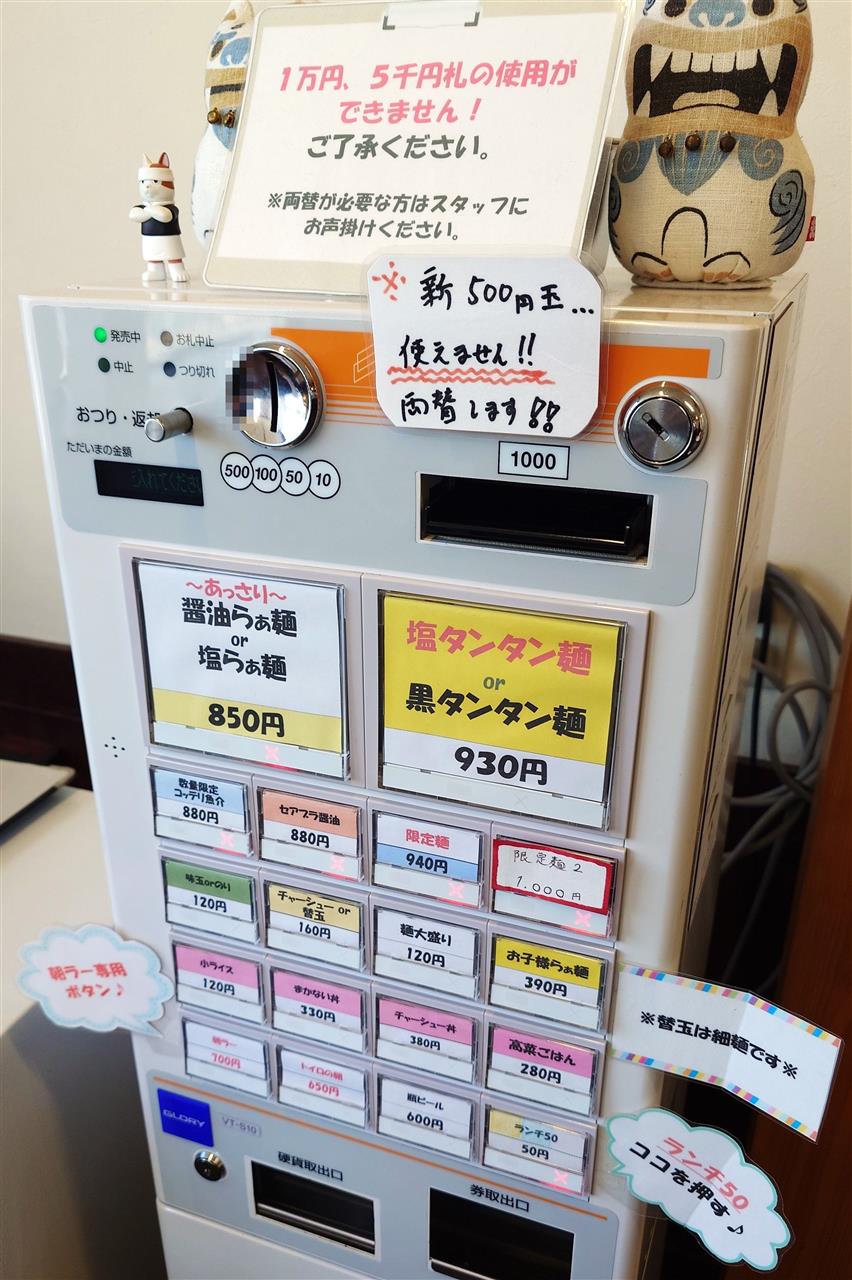 1万円、5千円札の使用が
できません！
ご了承ください。
※両替が必要な方はスタッフに
お声掛けください。
※新500円玉...
使えません!!
両替します!!
発売中
お札中止
中止
つり切れ
おつり・返却
ただいまの金額
500 100 50 10
1000
～あっさり～
醤油らぁ麺
or
塩らぁ麺
850円
塩タンタン麺
or
黒タンタン麺
930円
数量限定
コッテリ魚介
880円
セアブラ醤油
880円
限定麺
940円
限定麺2
1.000円
味玉orのり
120円
チャーシュー or
替玉
160円
麺大盛り
120円
お子様らぁ麺
390円
小ライス
120円
まかない丼
330円
チャーシュー丼
380円
高菜ごはん
280円
朝ラー
700円
トイロの朝
650円
瓶ビール
600円
ランチ50
50円
朝ラー専用
ボタン♪
※替玉は細麺です※
ランチ50
ココを押す♪
GLORY
VT-S10
硬貨取出口
券取出口